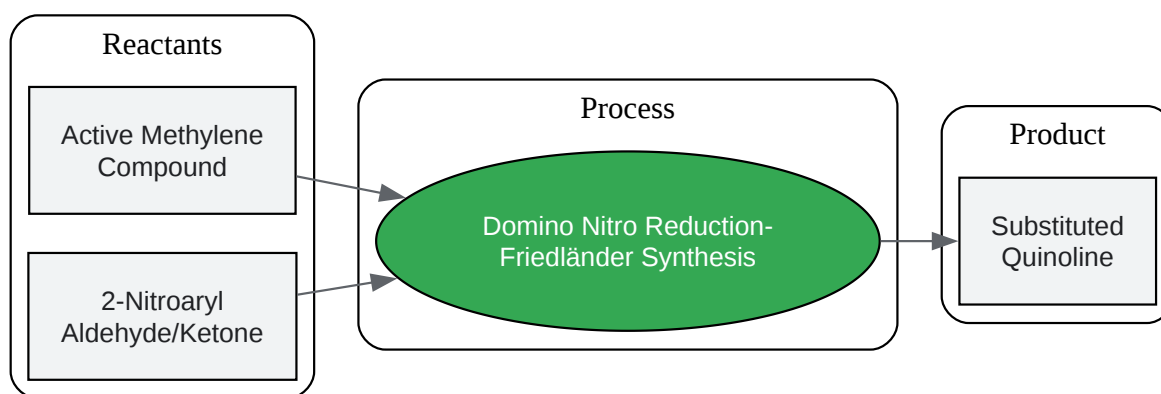 Reactants
Active Methylene
Compound
2-Nitroaryl
Aldehyde/Ketone
Process
Domino Nitro Reduction-
Friedländer Synthesis
Product
Substituted
Quinoline